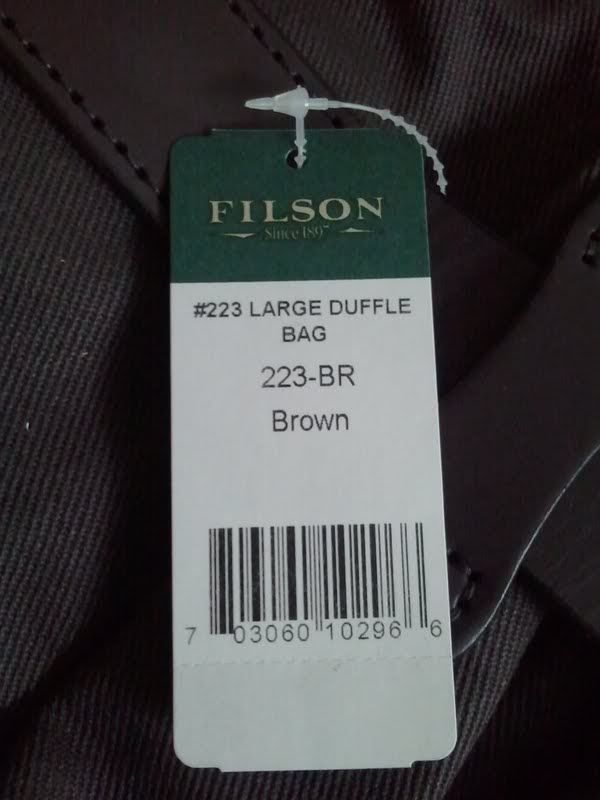 FILSON
Since 1897
#223 LARGE DUFFLE
BAG
223-BR
Brown
7 03060 10296 6